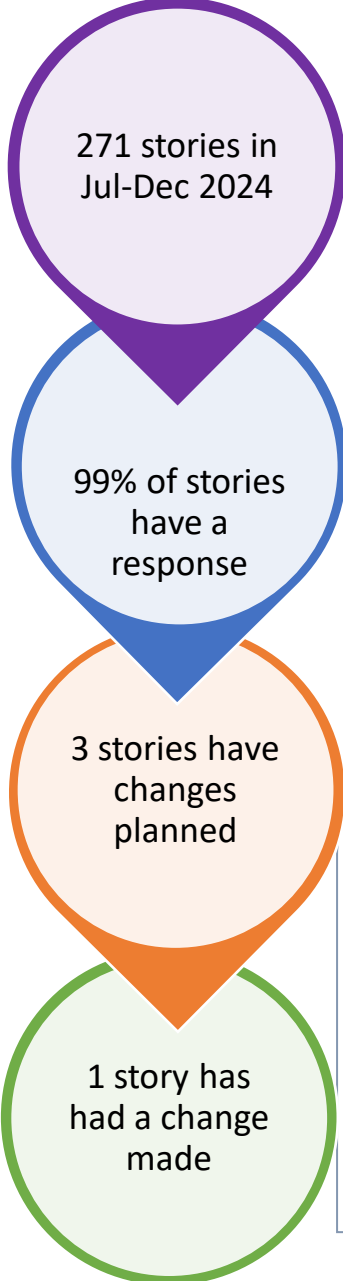 271 stories in
Jul-Dec 2024
99% of stories
have a
response
3 stories have
changes
planned
1 story has
had a change
made